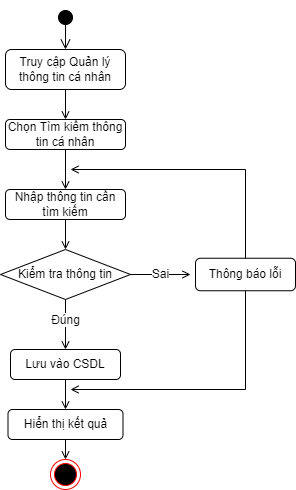 Truy cập Quản lý
thông tin cá nhân
Chọn Tìm kiếm thông
tin cá nhân
Nhập thông tin cần
tìm kiếm
Kiểm tra thông tin
Sai
Thông báo lỗi
Đúng
Lưu vào CSDL
Hiển thị kết quả